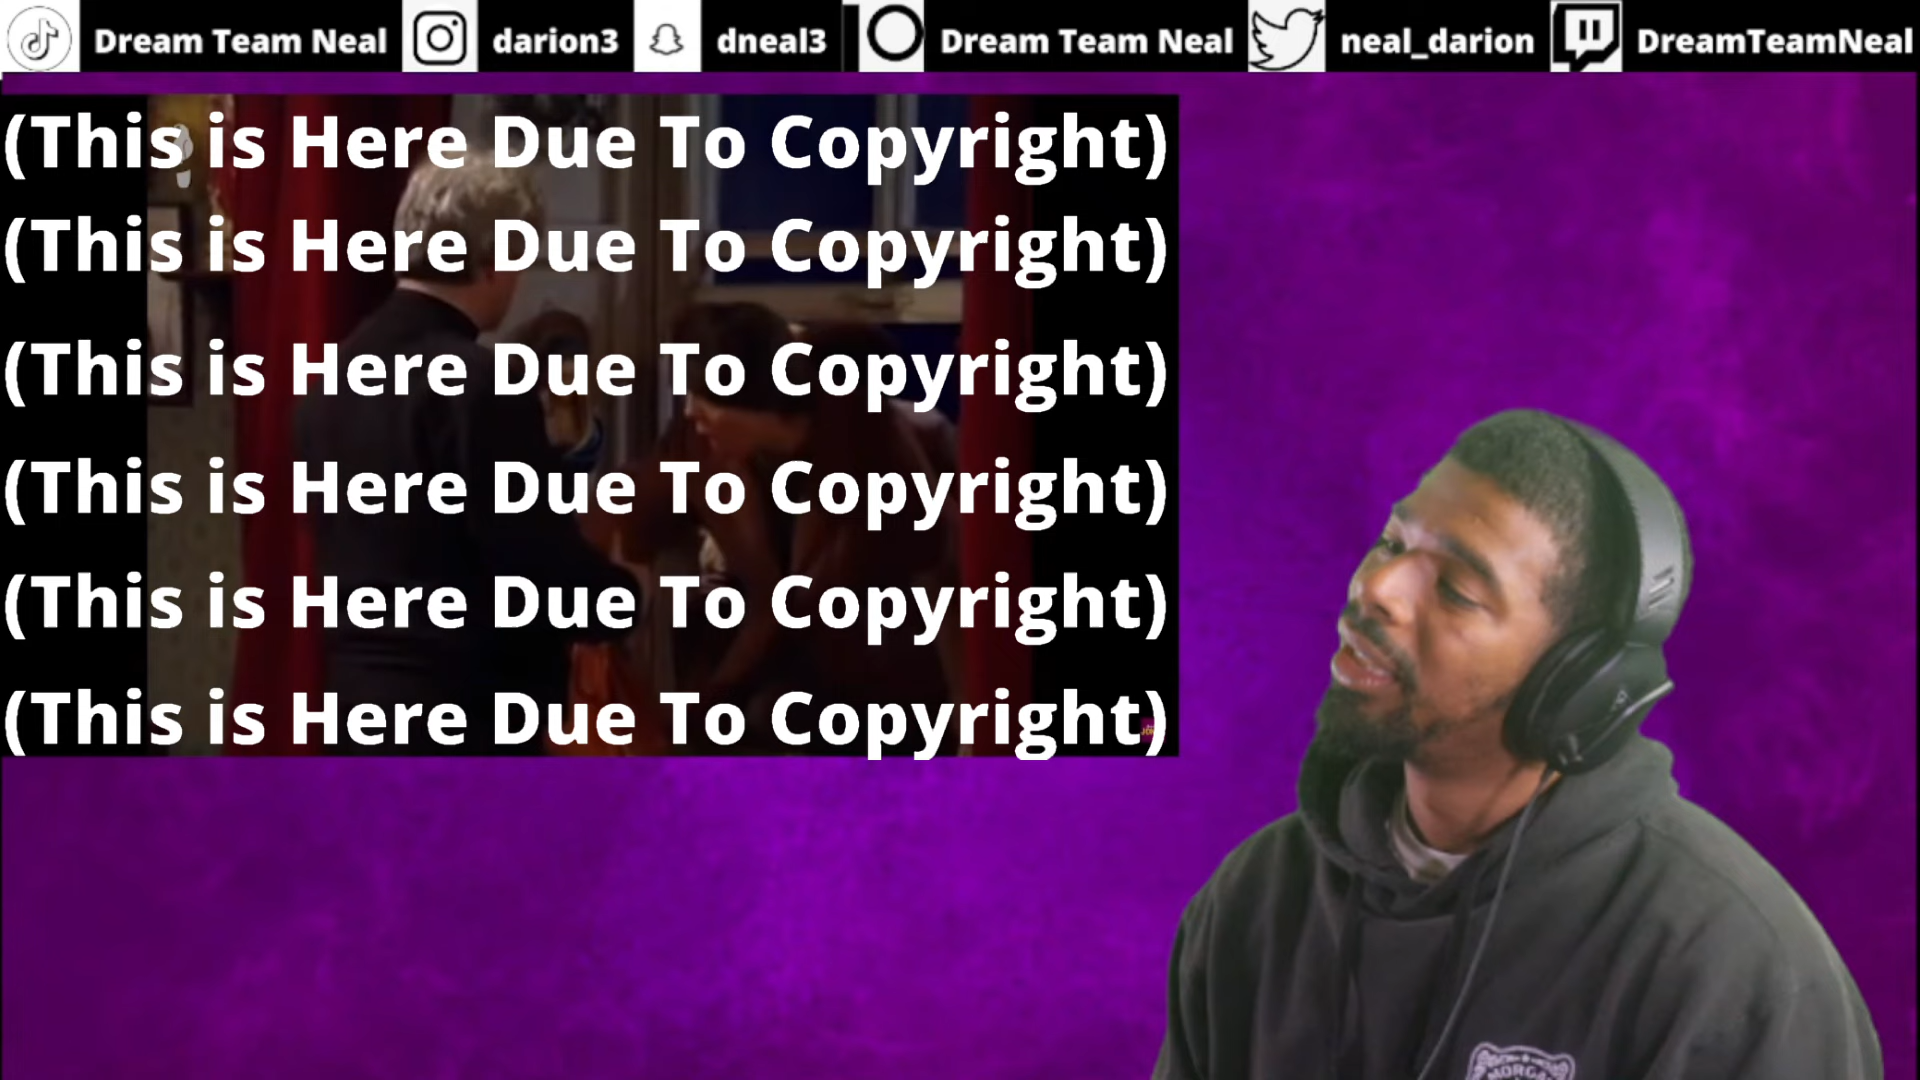 Dream Team Neal darion3 dneal3 Dream Team Neal neal_darion DreamTeamNeal
(This is Here Due To Copyright)
(This is Here Due To Copyright)
(This is Here Due To Copyright)
(This is Here Due To Copyright)
(This is Here Due To Copyright)
(This is Here Due To Copyright)
MORGAN